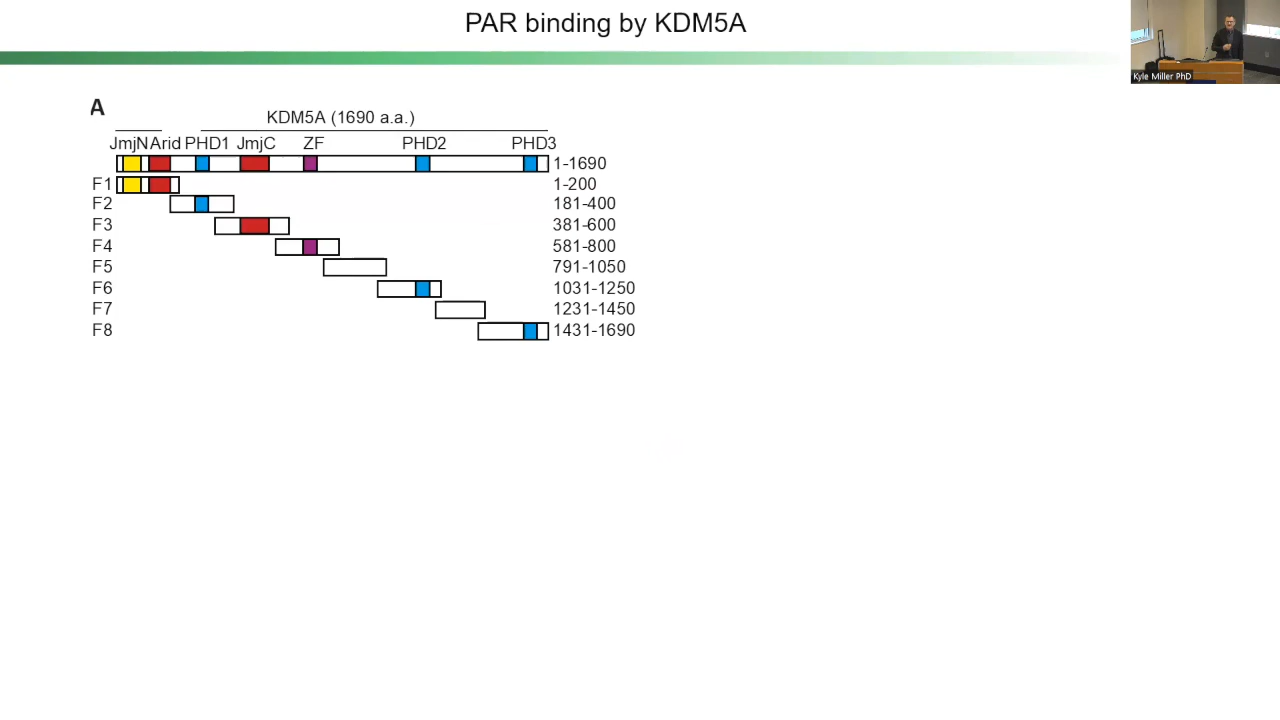 PAR binding by KDM5A
Kyle Miller PhD
A
KDM5A (1690 a.a.)
JmjN Arid PHD1 JmjC ZF PHD2 PHD3
1-1690
F1 1-200
F2 181-400
F3 381-600
F4 581-800
F5 791-1050
F6 1031-1250
F7 1231-1450
F8 1431-1690